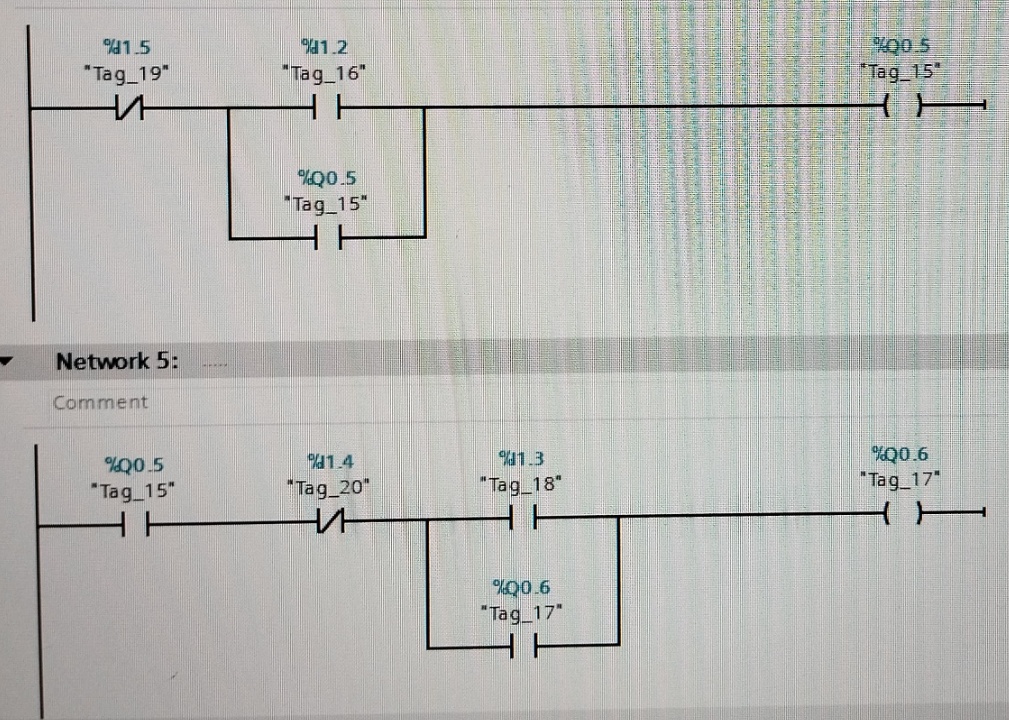 %I1.5 %I1.2 %Q0.5
"Tag_19" "Tag_16" "Tag_15"
%Q0.5
"Tag_15"
Network 5: .....
Comment
%Q0.5 %I1.4 %I1.3 %Q0.6
"Tag_15" "Tag_20" "Tag_18" "Tag_17"
%Q0.6
"Tag_17"